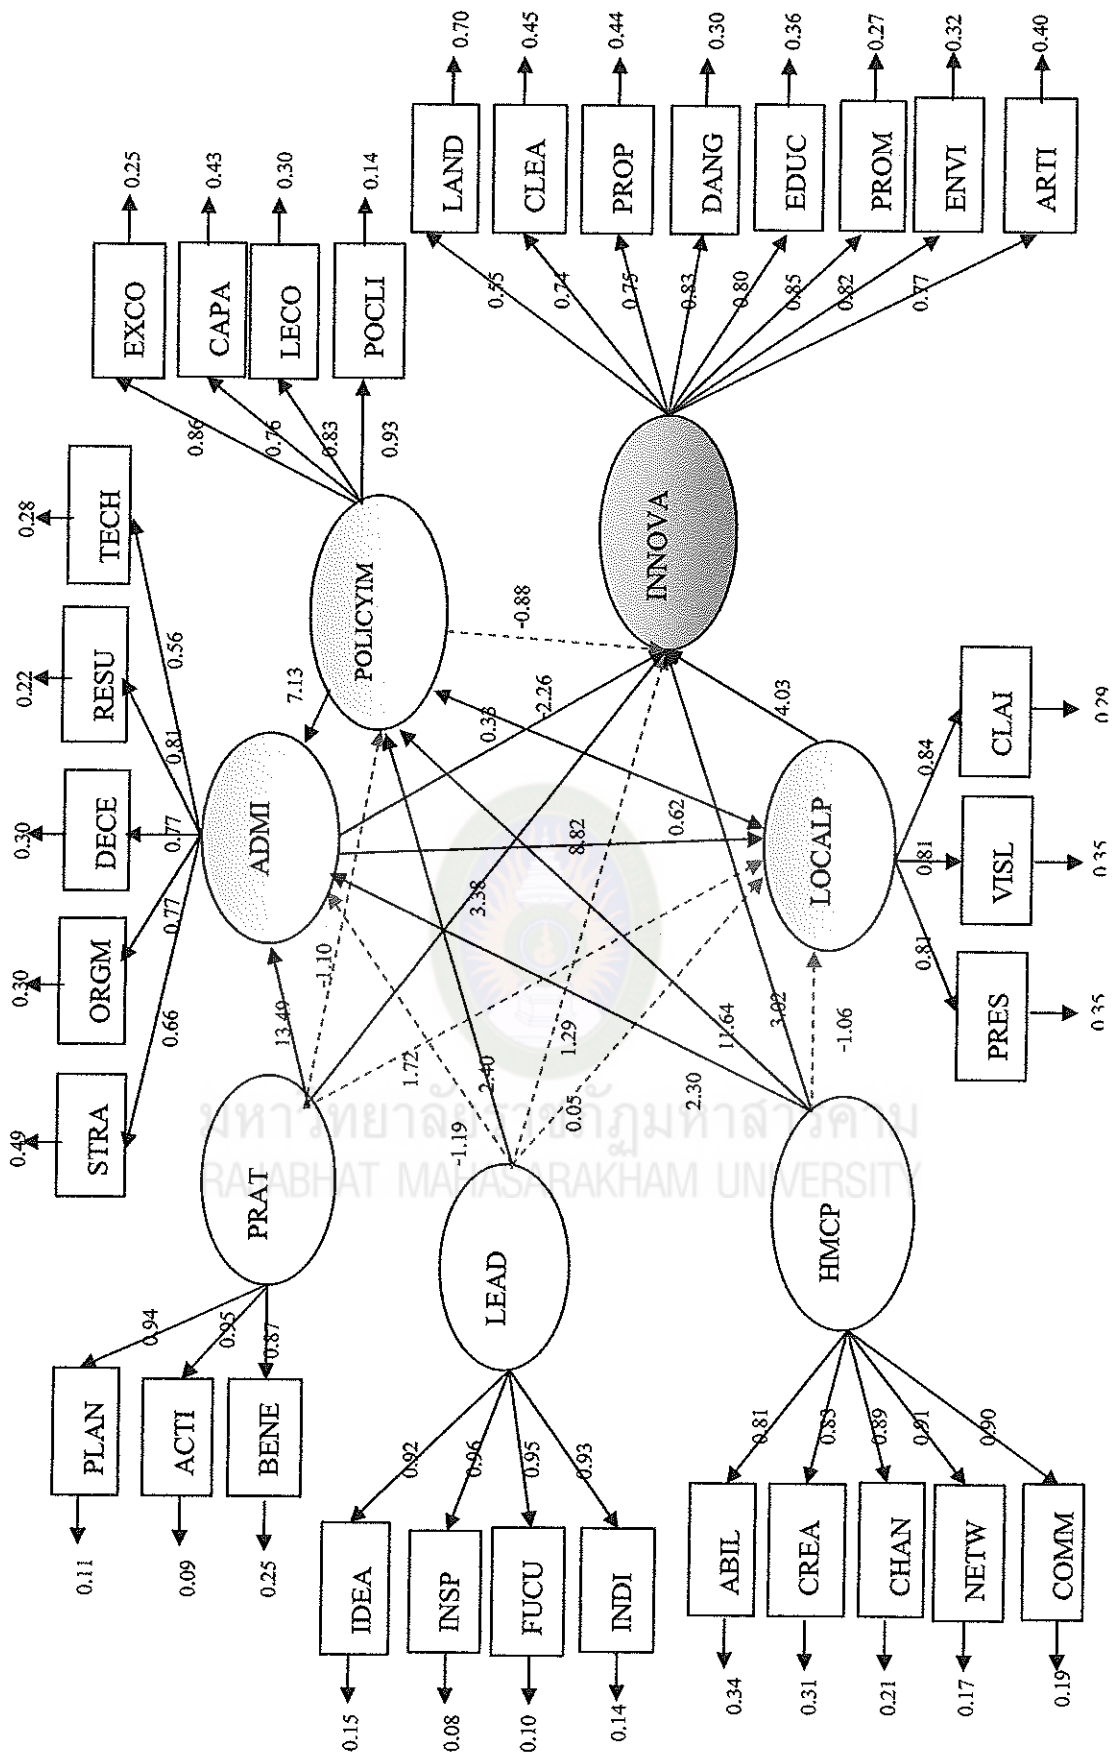 PLAN
ACTI
BENE
0.11
0.09
0.25
0.94
0.95
0.87
PRAT
IDEA
INSP
FUCU
INDI
0.15
0.08
0.10
0.14
0.92
0.96
0.95
0.93
LEAD
ABIL
CREA
CHAN
NETW
COMM
0.34
0.31
0.21
0.17
0.19
0.81
0.83
0.89
0.91
0.90
HMCP
STRA
ORGM
DECE
RESU
TECH
0.49
0.30
0.30
0.22
0.28
0.66
0.77
0.77
0.81
0.56
ADMI
EXCO
CAPA
LECO
POCLI
0.25
0.43
0.30
0.14
0.86
0.76
0.83
0.93
POLICYIM
LAND
CLEA
PROP
DANG
EDUC
PROM
ENVI
ARTI
0.70
0.45
0.44
0.30
0.36
0.27
0.32
0.40
0.55
0.74
0.75
0.83
0.80
0.85
0.82
0.77
INNOVA
PRES
VISL
CLAI
0.35
0.35
0.29
0.81
0.81
0.84
LOCALP
13.49
-1.10
1.72
3.38
-1.19
2.40
1.29
0.05
2.30
11.64
3.02
-1.06
7.13
-0.88
0.33
-2.26
8.82
0.62
4.03
มหาวิทยาลัยราชภัฏมหาสารคาม
RAJABHAT MAHASARAKHAM UNIVERSITY